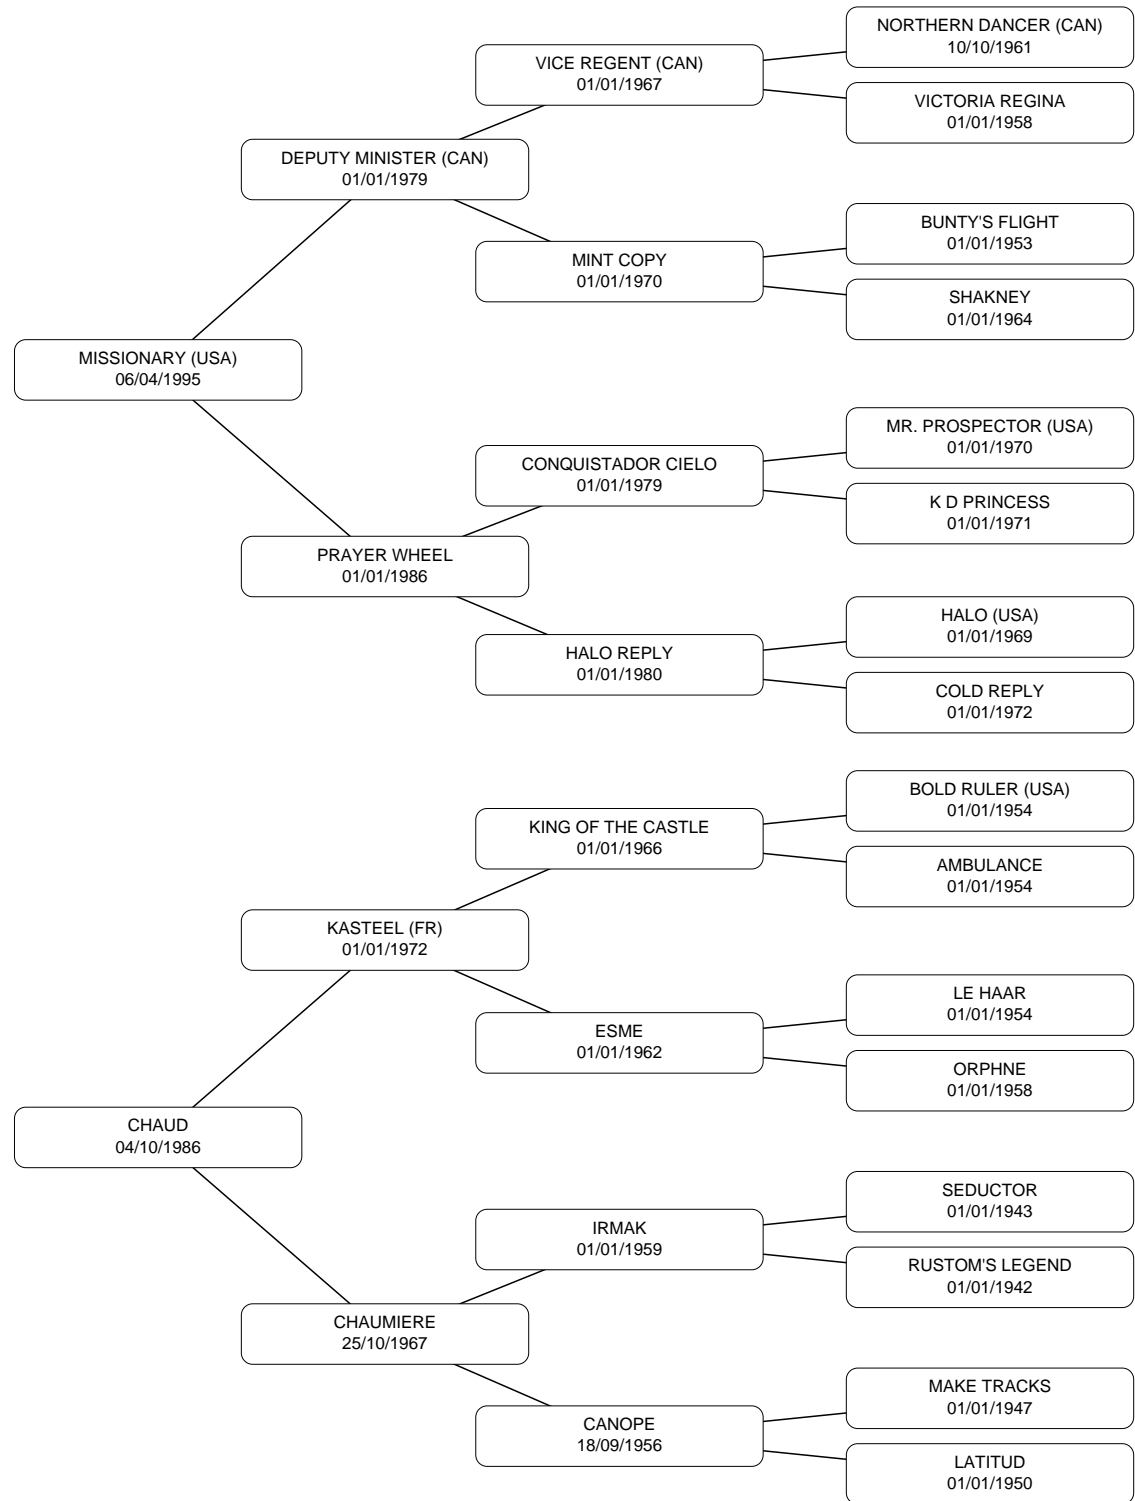 NORTHERN DANCER (CAN)
10/10/1961
VICE REGENT (CAN)
01/01/1967
VICTORIA REGINA
01/01/1958
DEPUTY MINISTER (CAN)
01/01/1979
BUNTY'S FLIGHT
01/01/1953
MINT COPY
01/01/1970
SHAKNEY
01/01/1964
MISSIONARY (USA)
06/04/1995
MR. PROSPECTOR (USA)
01/01/1970
CONQUISTADOR CIELO
01/01/1979
K D PRINCESS
01/01/1971
PRAYER WHEEL
01/01/1986
HALO (USA)
01/01/1969
HALO REPLY
01/01/1980
COLD REPLY
01/01/1972
BOLD RULER (USA)
01/01/1954
KING OF THE CASTLE
01/01/1966
AMBULANCE
01/01/1954
KASTEEL (FR)
01/01/1972
LE HAAR
01/01/1954
ESME
01/01/1962
ORPHNE
01/01/1958
CHAUD
04/10/1986
SEDUCTOR
01/01/1943
IRMAK
01/01/1959
RUSTOM'S LEGEND
01/01/1942
CHAUMIERE
25/10/1967
MAKE TRACKS
01/01/1947
CANOPE
18/09/1956
LATITUD
01/01/1950